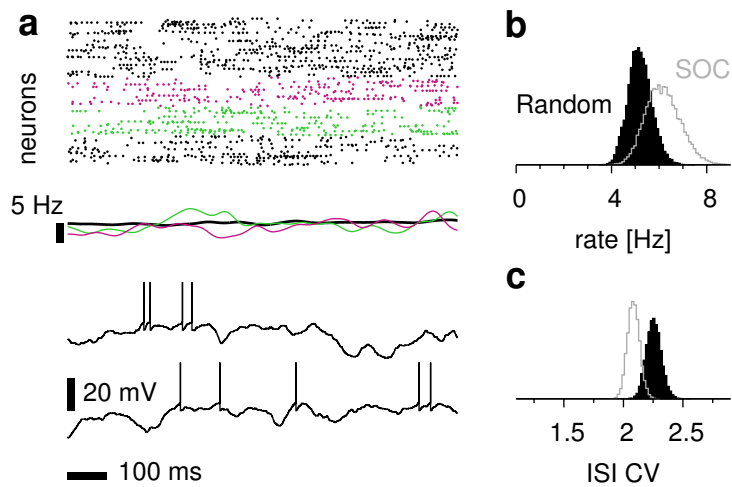 a
neurons
5 Hz
20 mV
100 ms
b
SOC
Random
0 4 8
rate [Hz]
c
1.5 2 2.5
ISI CV